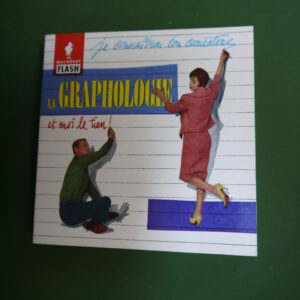 marabout
FLASH
je connaîtrai ton caractère,
LA GRAPHOLOGIE
et moi le tien !